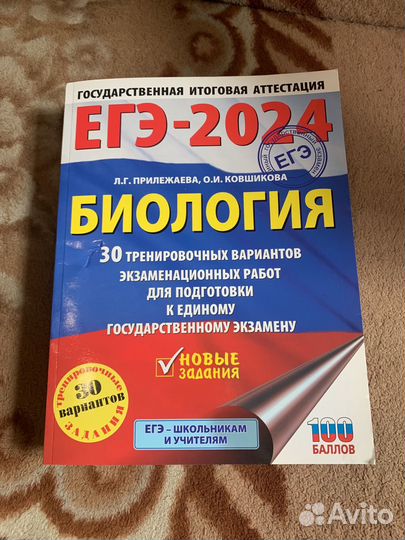 ГОСУДАРСТВЕННАЯ ИТОГОВАЯ АТТЕСТАЦИЯ
ЕГЭ-2024
ЕГЭ
Л.Г. ПРИЛЕЖАЕВА, О.И. КОВШИКОВА
БИОЛОГИЯ
30 ТРЕНИРОВОЧНЫХ ВАРИАНТОВ
ЭКЗАМЕНАЦИОННЫХ РАБОТ
ДЛЯ ПОДГОТОВКИ
К ЕДИНОМУ
ГОСУДАРСТВЕННОМУ ЭКЗАМЕНУ
НОВЫЕ
ЗАДАНИЯ
ТРЕНИРОВОЧНЫЕ
30
вариантов
ЗАДАНИЯ
ЕГЭ – ШКОЛЬНИКАМ
И УЧИТЕЛЯМ
100
БАЛЛОВ
Avito